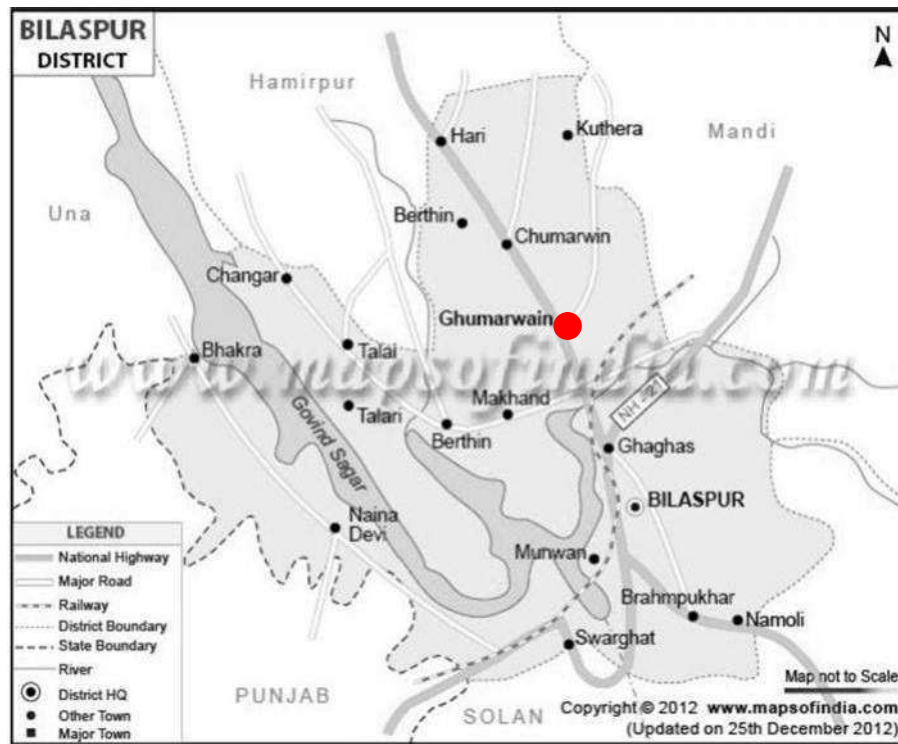 BILASPUR
DISTRICT
N
Hamirpur
Mandi
Una
Hari
Kuthera
Berthin
Chumarwin
Changar
Ghumarwain
Talai
Bhakra
www.mapsofindia.com
Talari
Makhand
Berthin
NH - 21
Govind Sagar
Ghaghas
BILASPUR
Naina
Devi
Munwan
Brahmpukhar
Namoli
Swarghat
PUNJAB
SOLAN
LEGEND
National Highway
Major Road
Railway
District Boundary
State Boundary
River
District HQ
Other Town
Major Town
Map not to Scale
Copyright © 2012 www.mapsofindia.com
(Updated on 25th December 2012)